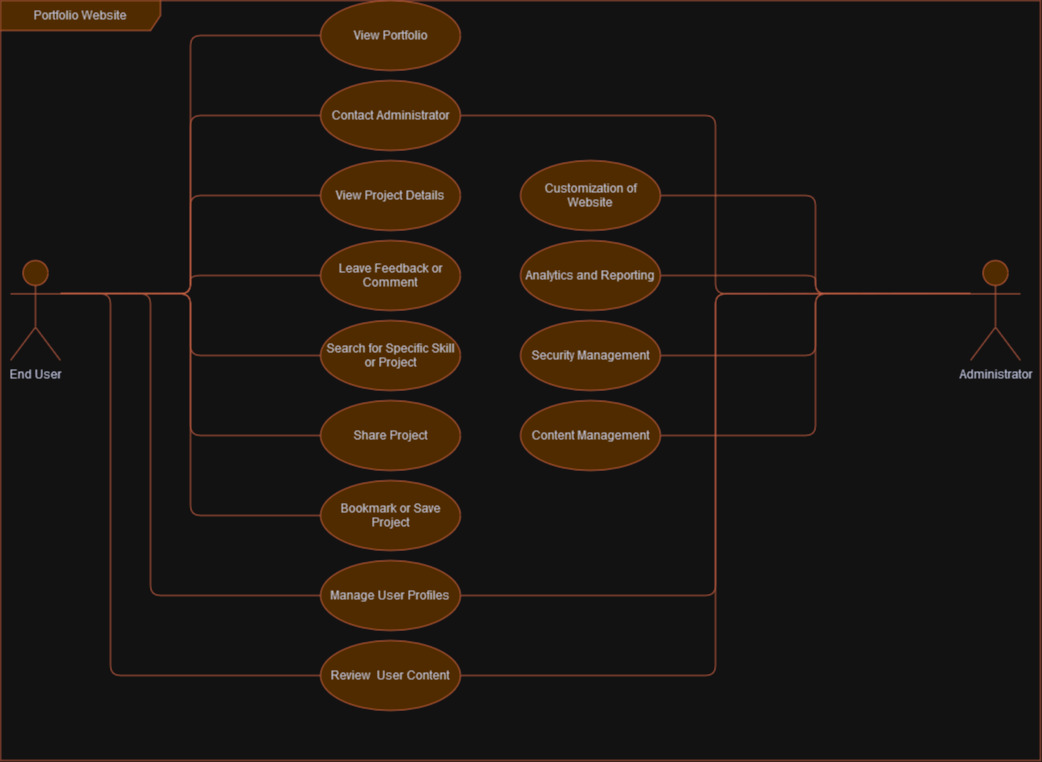 Portfolio Website
View Portfolio
Contact Administrator
View Project Details
Customization of
Website
Leave Feedback or
Comment
Analytics and Reporting
Search for Specific Skill
or Project
Security Management
End User
Administrator
Share Project
Content Management
Bookmark or Save
Project
Manage User Profiles
Review  User Content